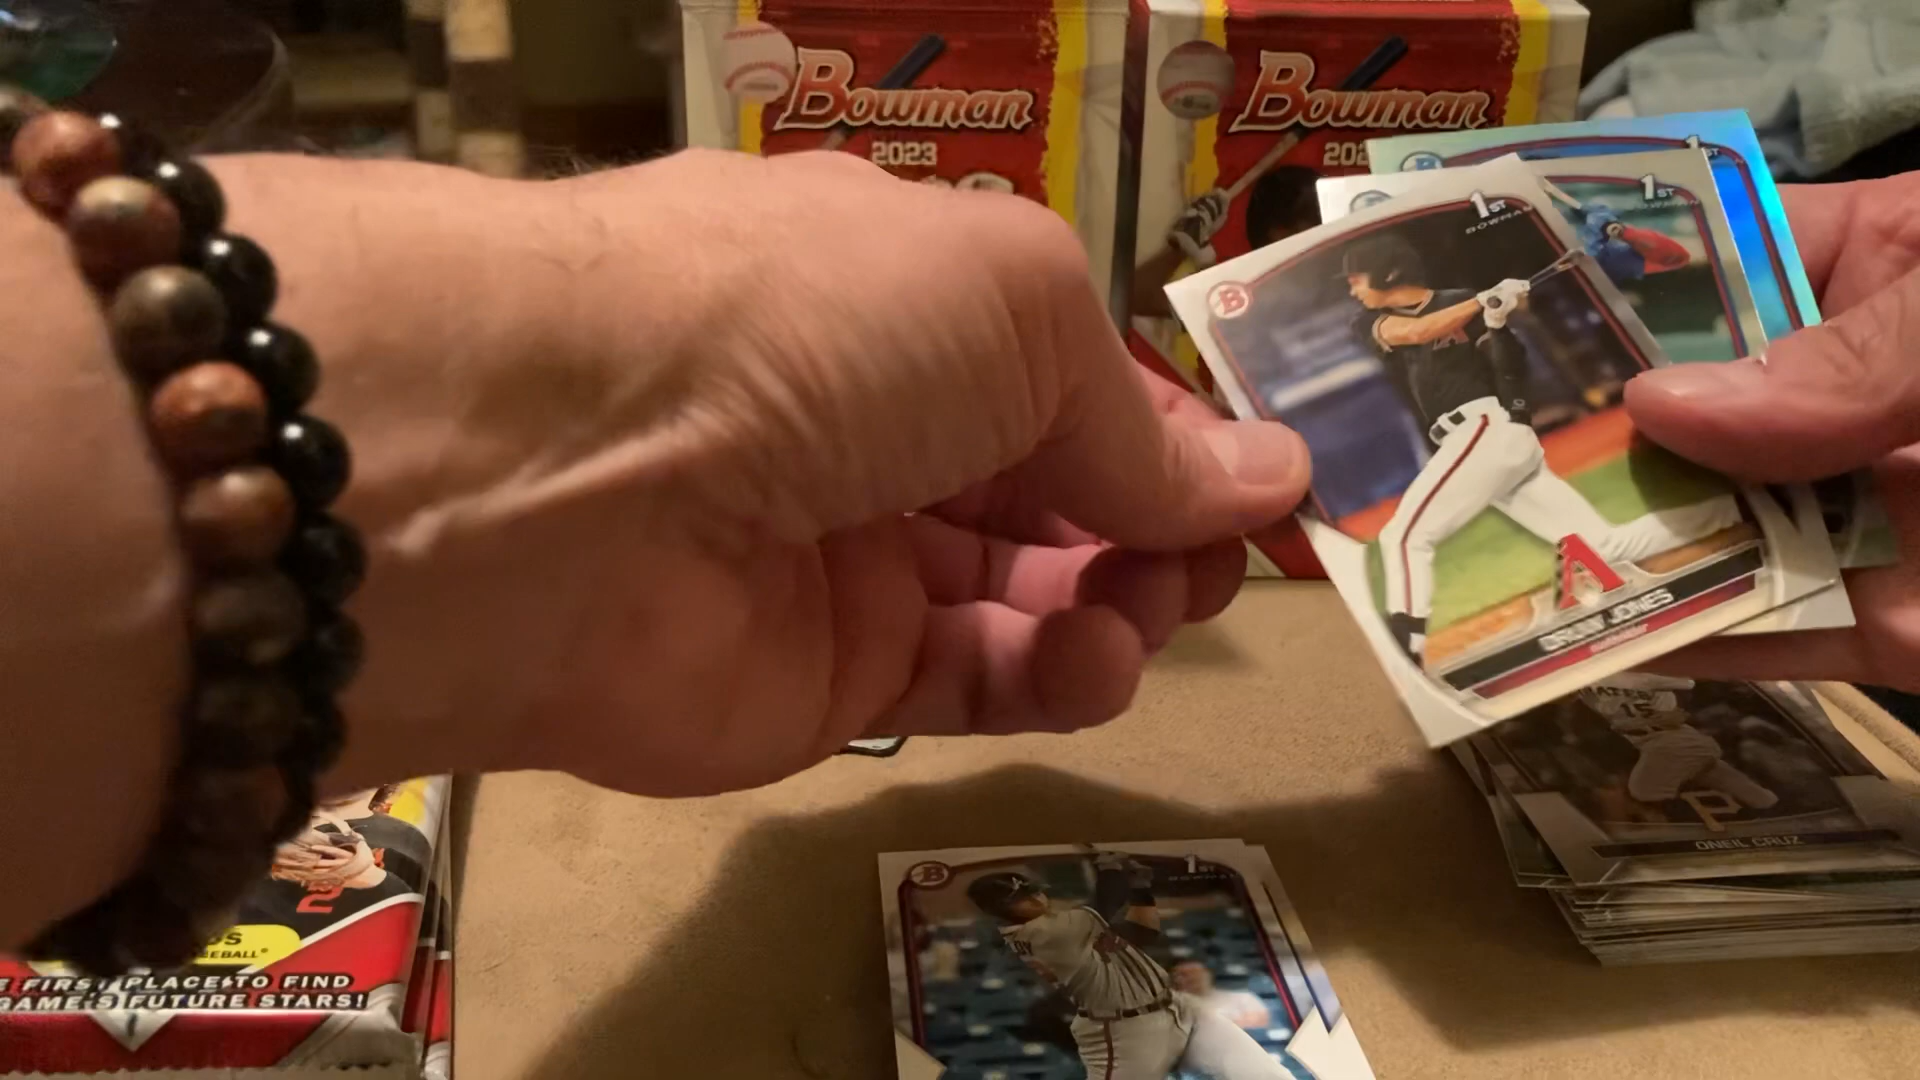 Bowman
2023
Bowman
202
1ST
1ST
1ST
BOWMAN
B
DRUW JONES
15
P
ONEIL CRUZ
B
1ST
FIRST PLACE TO FIND
GAME'S FUTURE STARS!